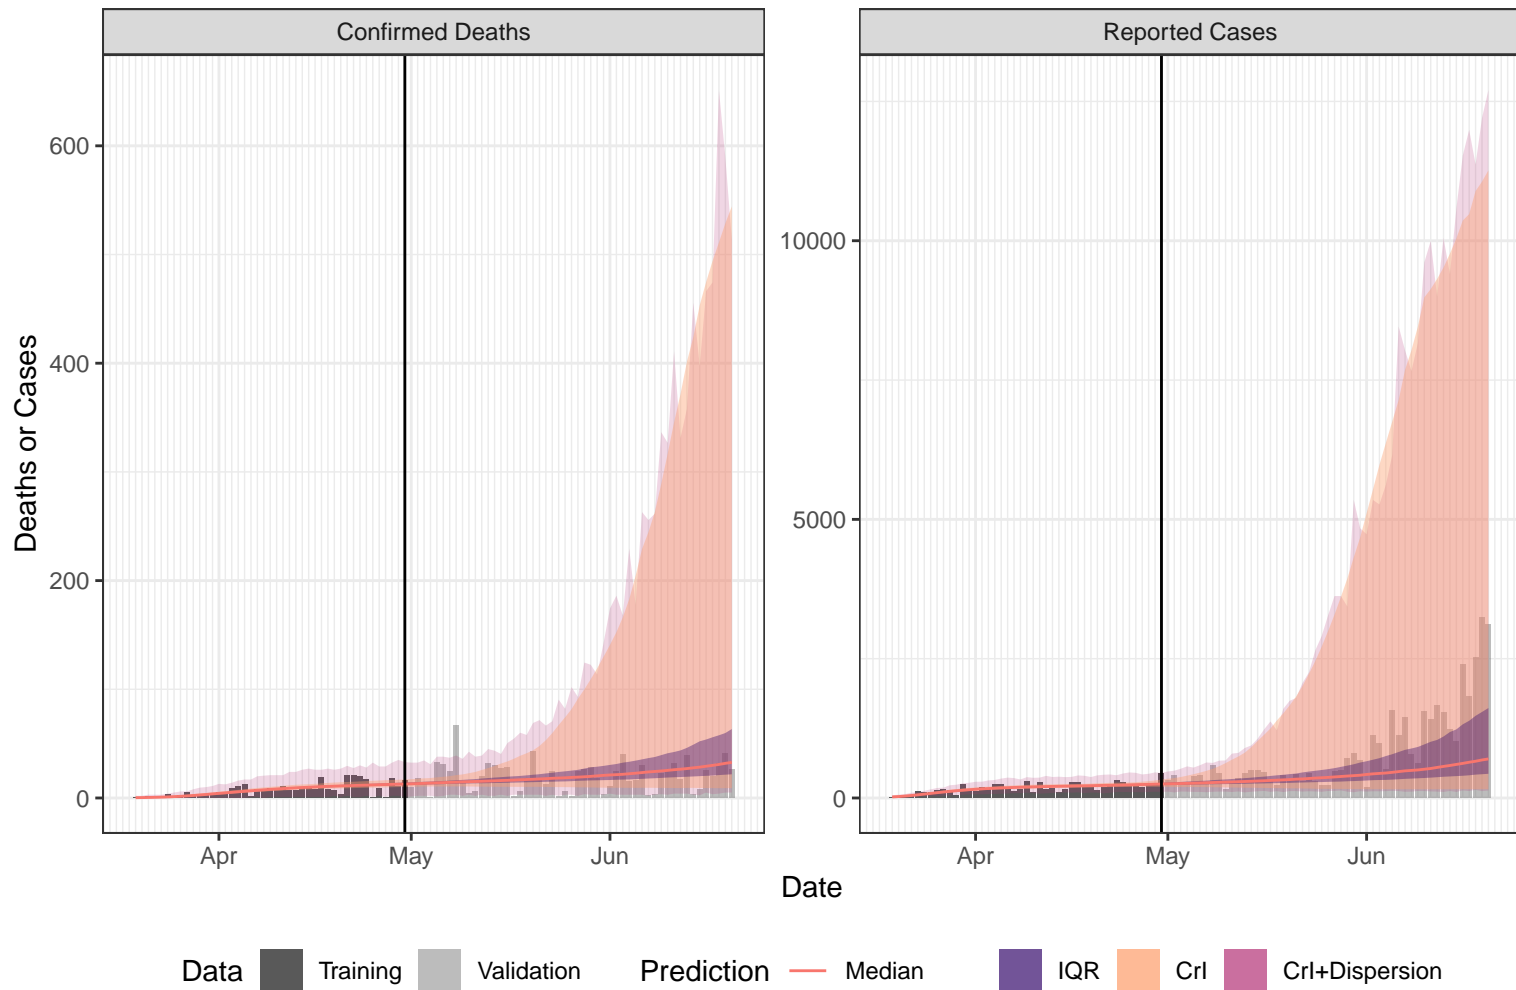 Confirmed Deaths
Reported Cases
Deaths or Cases
600
400
200
0
10000
5000
0
Apr
May
Jun
Apr
May
Jun
Date
Data
Training
Validation
Prediction
Median
IQR
CrI
CrI+Dispersion